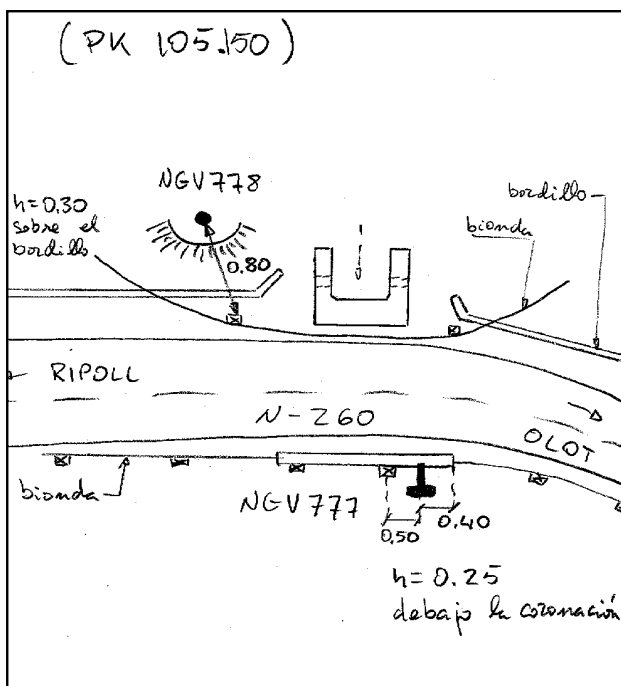 (PK 105.150)
NGV778
h=0.30
sobre el
bordillo
0.80
bordillo
bionda
RIPOLL
N-260
OLOT
bionda
NGV777
0.50
0.40
h=0.25
debajo la coronación